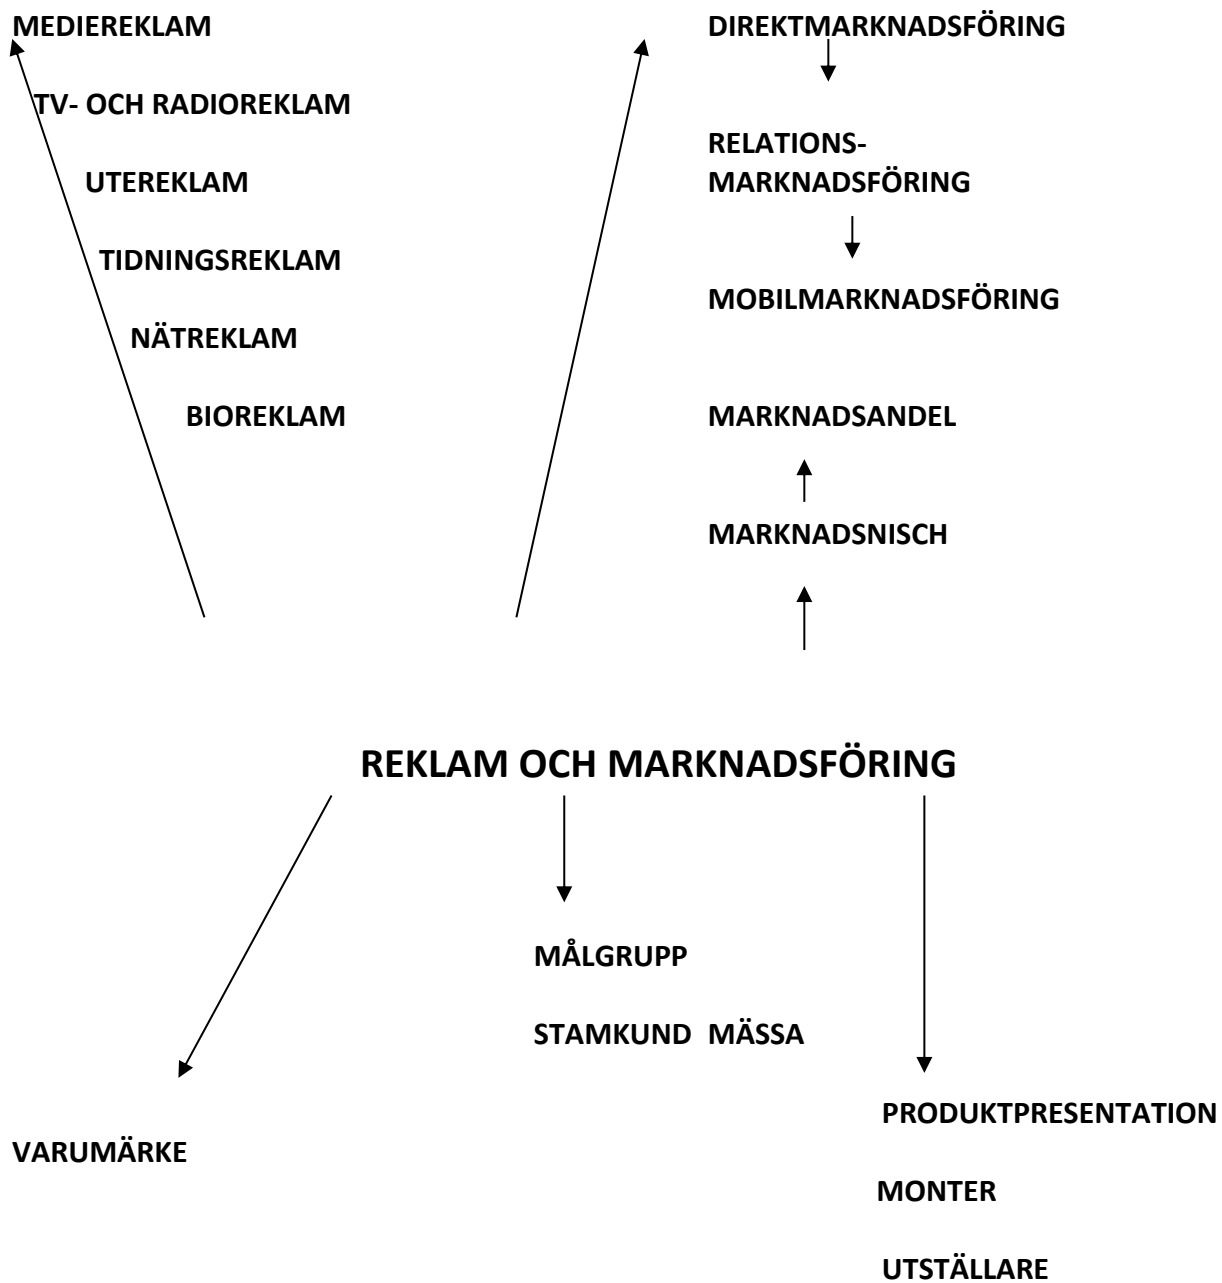 MEDIEREKLAM
TV- OCH RADIOREKLAM
UTEREKLAM
TIDNINGSREKLAM
NÄTREKLAM
BIOREKLAM
DIREKTMARKNADSFÖRING
RELATIONS-
MARKNADSFÖRING
MOBILMARKNADSFÖRING
MARKNADSANDEL
MARKNADSNISCH
REKLAM OCH MARKNADSFÖRING
MÅLGRUPP
STAMKUND MÄSSA
VARUMÄRKE
PRODUKTPRESENTATION
MONTER
UTSTÄLLARE